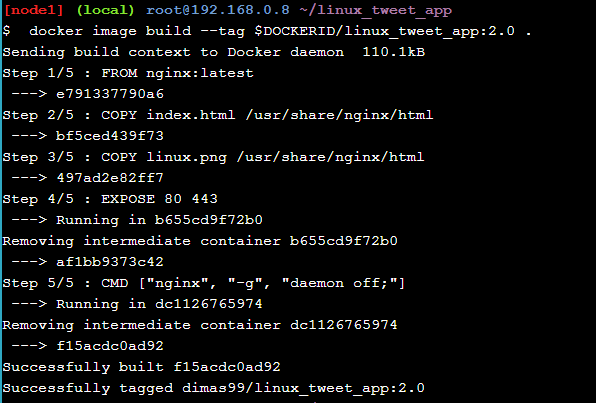 [node1] (local) root@192.168.0.8 ~/linux_tweet_app
$  docker image build --tag $DOCKERID/linux_tweet_app:2.0 .
Sending build context to Docker daemon  110.1kB
Step 1/5 : FROM nginx:latest
 ---> e791337790a6
Step 2/5 : COPY index.html /usr/share/nginx/html
 ---> bf5ced439f73
Step 3/5 : COPY linux.png /usr/share/nginx/html
 ---> 497ad2e82ff7
Step 4/5 : EXPOSE 80 443
 ---> Running in b655cd9f72b0
Removing intermediate container b655cd9f72b0
 ---> af1bb9373c42
Step 5/5 : CMD ["nginx", "-g", "daemon off;"]
 ---> Running in dc1126765974
Removing intermediate container dc1126765974
 ---> f15acdc0ad92
Successfully built f15acdc0ad92
Successfully tagged dimas99/linux_tweet_app:2.0